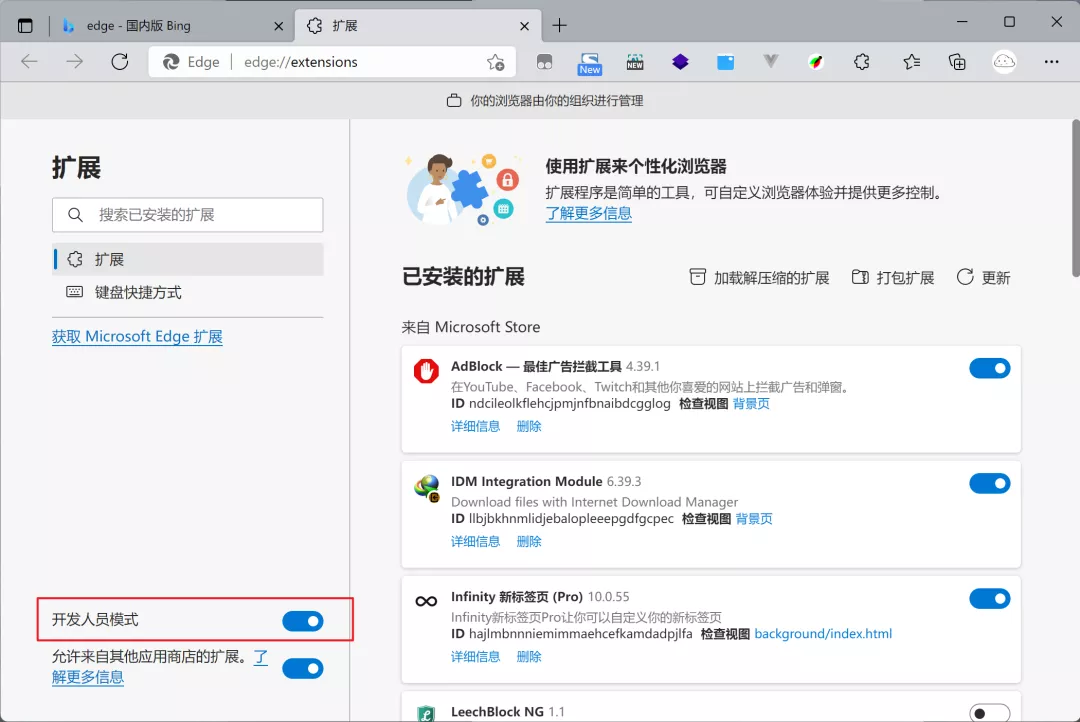 edge - 国内版 Bing
扩展
Edge
edge://extensions
New
NEW
你的浏览器由你的组织进行管理
扩展
搜索已安装的扩展
扩展
键盘快捷方式
获取 Microsoft Edge 扩展
开发人员模式
允许来自其他应用商店的扩展。了
解更多信息
使用扩展来个性化浏览器
扩展程序是简单的工具，可自定义浏览器体验并提供更多控制。
了解更多信息
已安装的扩展
加载解压缩的扩展
打包扩展
更新
来自 Microsoft Store
AdBlock — 最佳广告拦截工具 4.39.1
在YouTube、Facebook、Twitch和其他你喜爱的网站上拦截广告和弹窗。
ID ndcileolkflehcjpmjnfbnaibdcgglog 检查视图 背景页
详细信息 删除
IDM Integration Module 6.39.3
Download files with Internet Download Manager
ID llbjbkhnmlidjebalopleeepgdfgcpec 检查视图 背景页
详细信息 删除
Infinity 新标签页 (Pro) 10.0.55
Infinity新标签页Pro让你可以自定义你的新标签页
ID hajlmbnnniemimmaehcefkamdadpjlfa 检查视图 background/index.html
详细信息 删除
LeechBlock NG 1.1